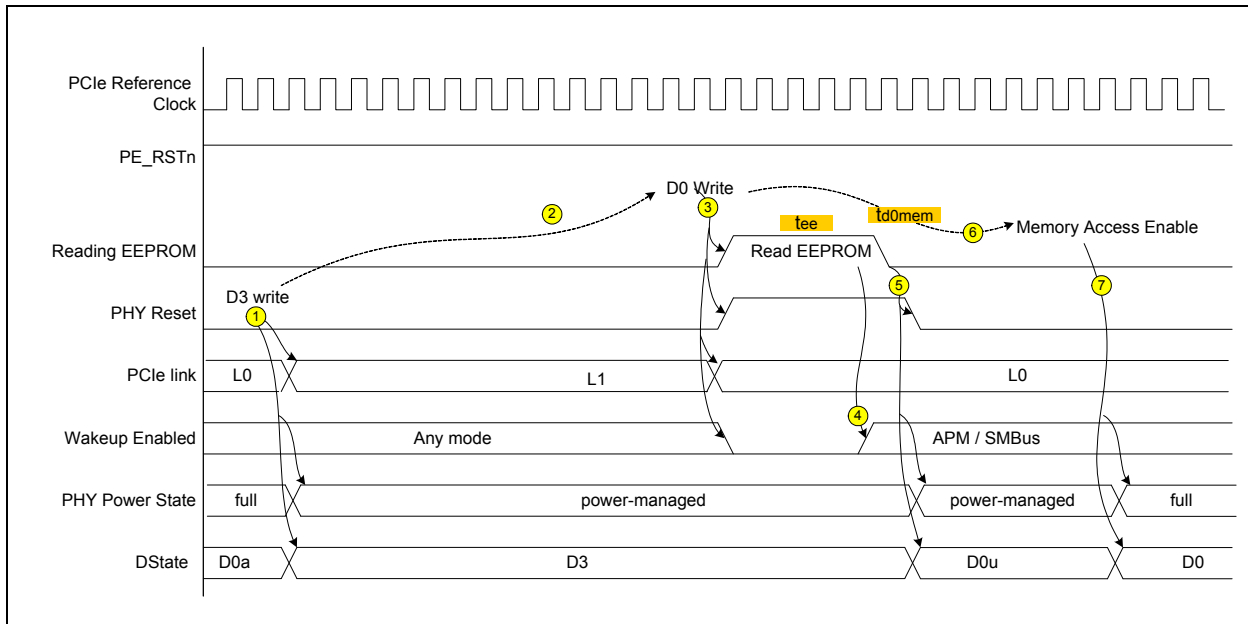 PCIe Reference
Clock
PE_RSTn
D0 Write
2
3
tee
td0mem
6
Memory Access Enable
Reading EEPROM
Read EEPROM
D3 write
5
7
1
PHY Reset
PCIe link
L0
L1
L0
4
Wakeup Enabled
Any mode
APM / SMBus
PHY Power State
full
power-managed
power-managed
full
DState
D0a
D3
D0u
D0